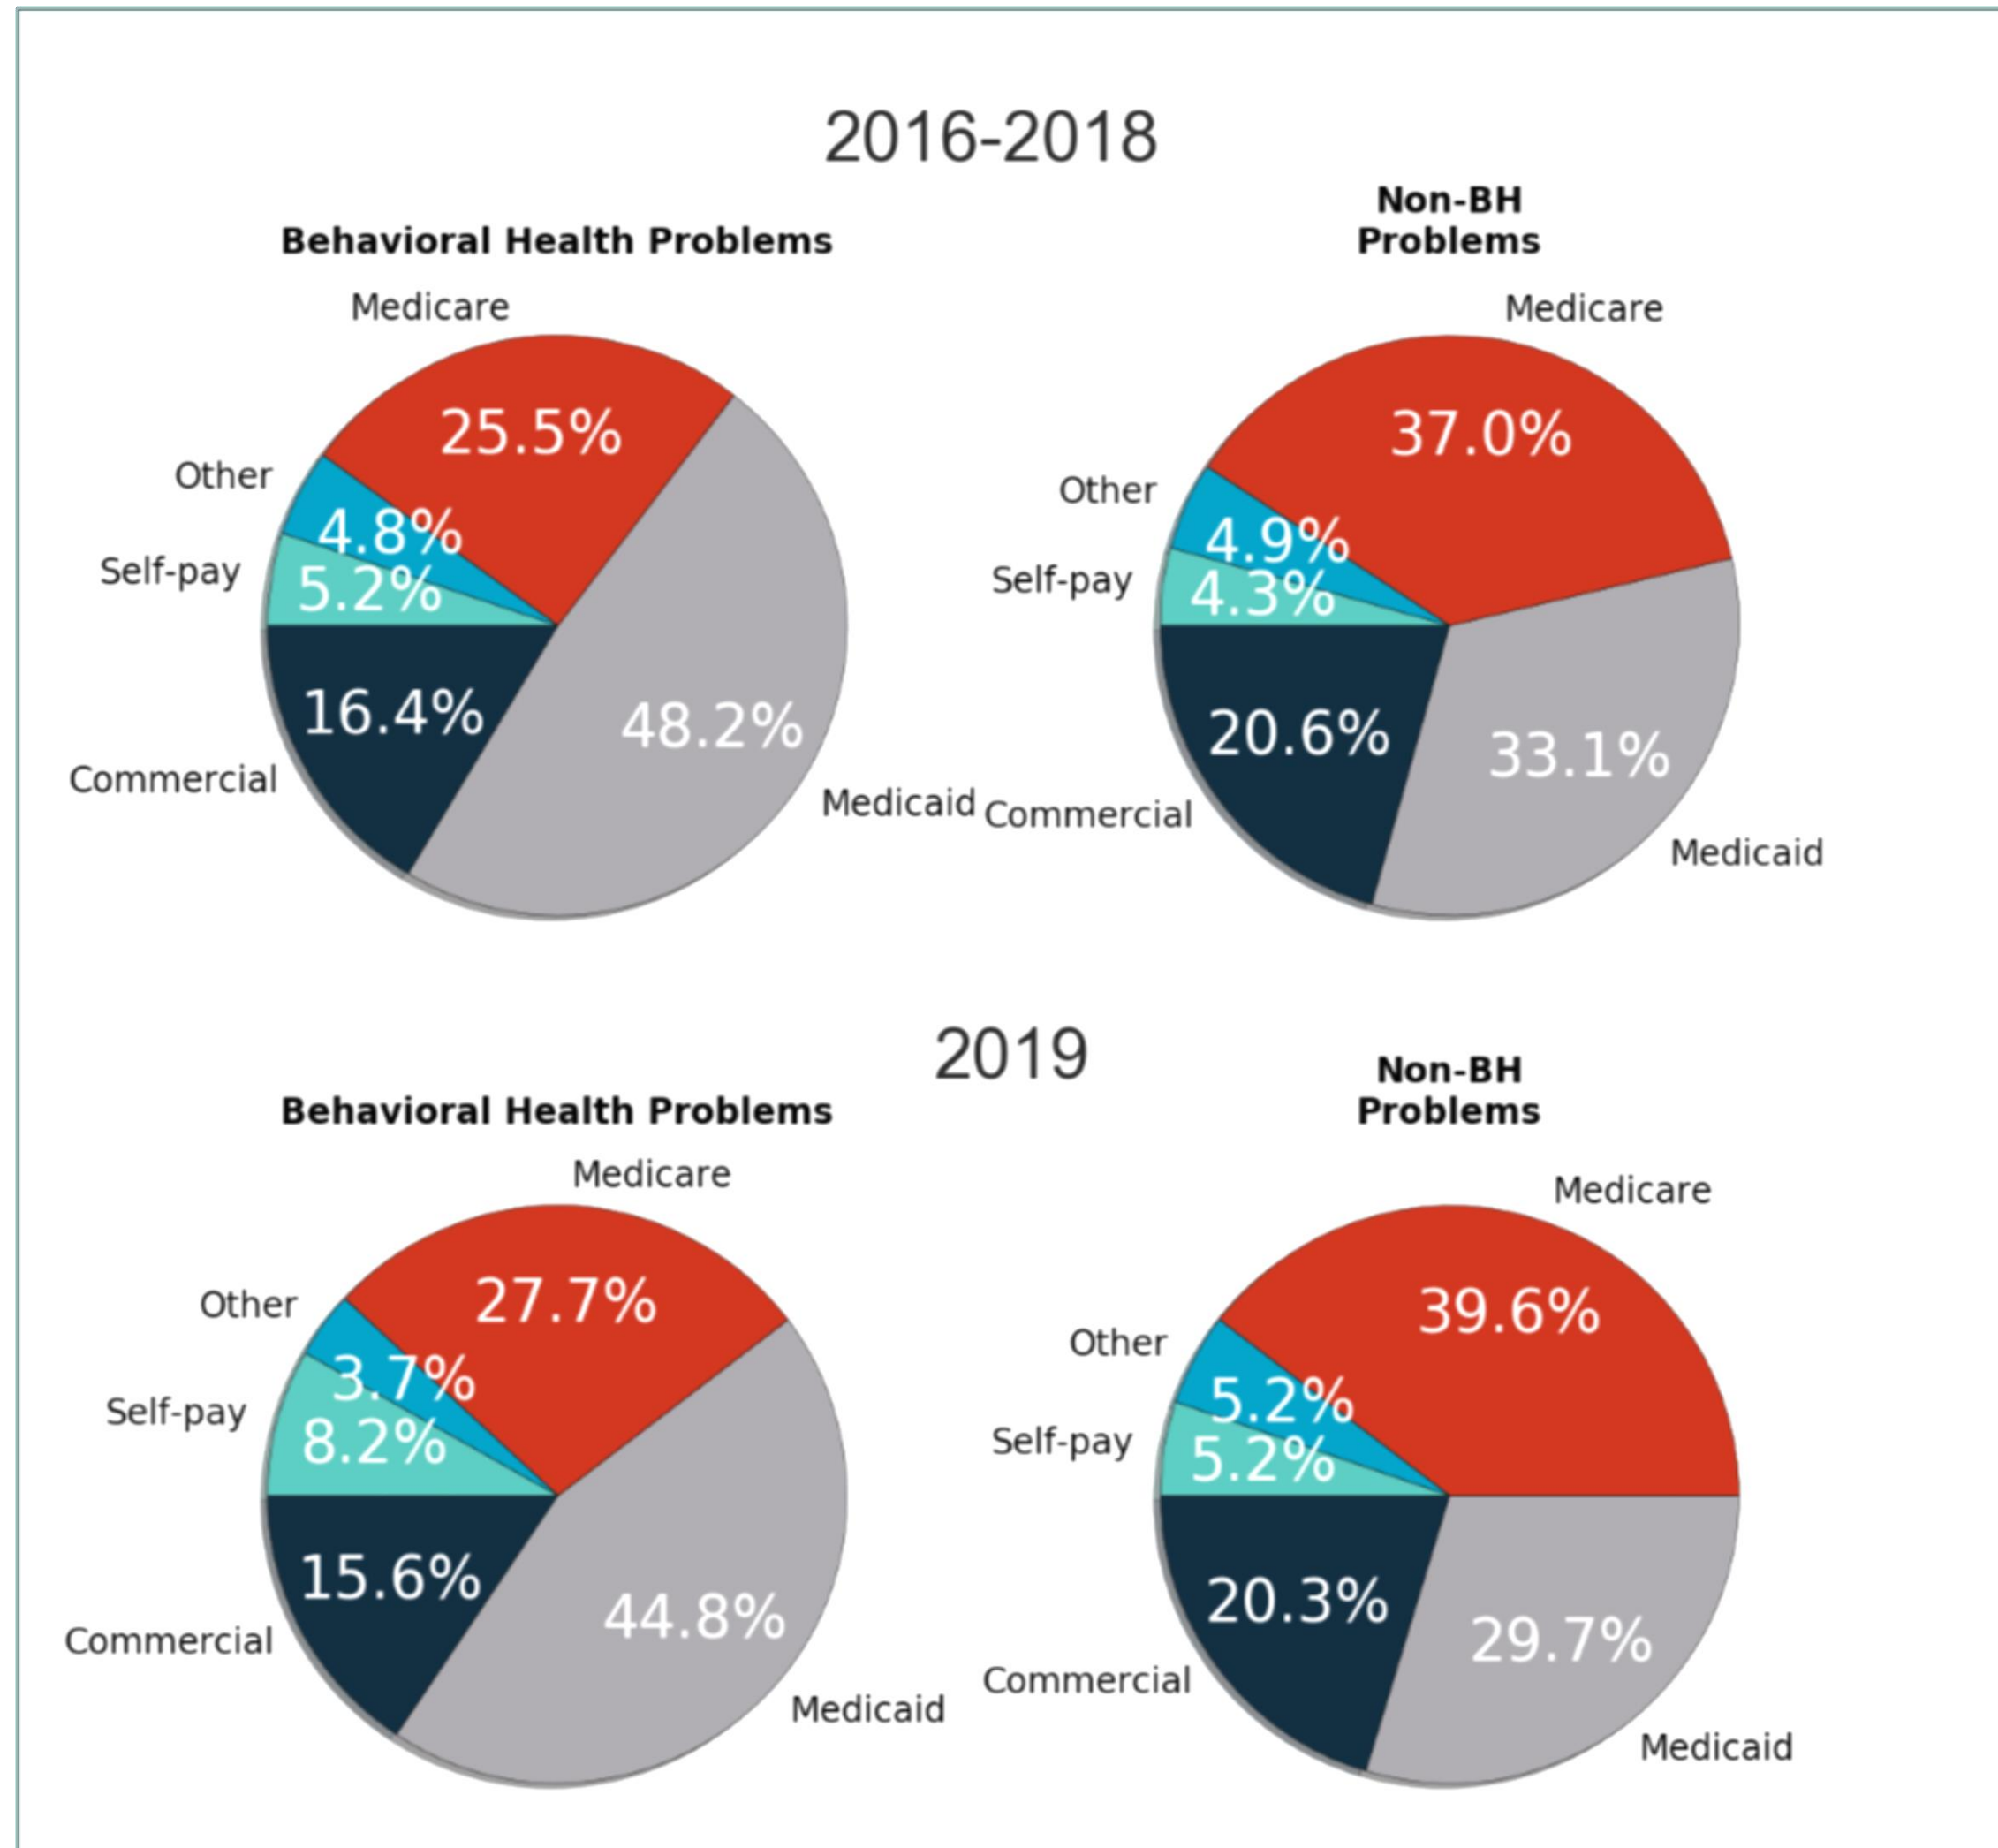 2016-2018
Behavioral Health Problems
Medicare
25.5%
Other
4.8%
Self-pay
5.2%
16.4%
Commercial
48.2%
Medicaid
Non-BH
Problems
Medicare
37.0%
Other
4.9%
Self-pay
4.3%
20.6%
Commercial
33.1%
Medicaid
2019
Behavioral Health Problems
Medicare
27.7%
Other
3.7%
Self-pay
8.2%
15.6%
Commercial
44.8%
Medicaid
Non-BH
Problems
Medicare
39.6%
Other
5.2%
Self-pay
5.2%
20.3%
Commercial
29.7%
Medicaid